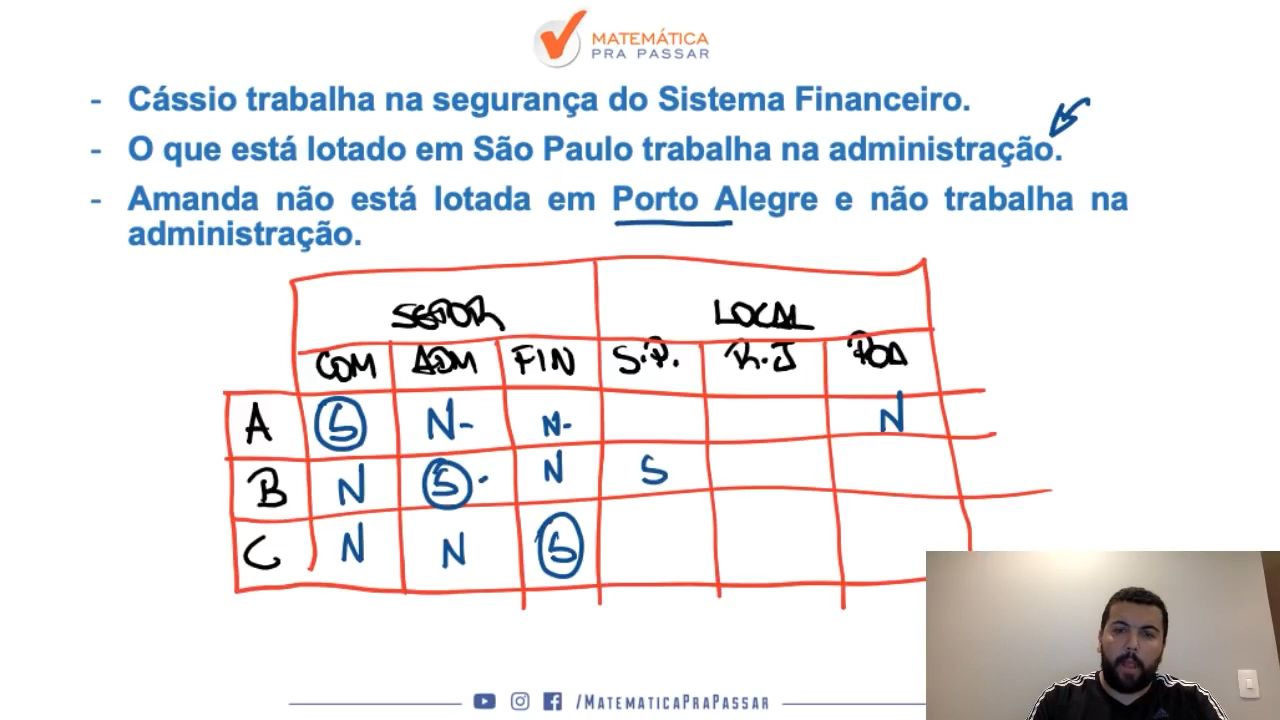 MATEMÁTICA
PRA PASSAR
- Cássio trabalha na segurança do Sistema Financeiro.
- O que está lotado em São Paulo trabalha na administração.
- Amanda não está lotada em Porto Alegre e não trabalha na
administração.
SETOR LOCAL
COM ADM FIN S.P. R.J POA
A S N- N- N
B N S N S
C N N S
/MATEMATICAPRAPASSAR